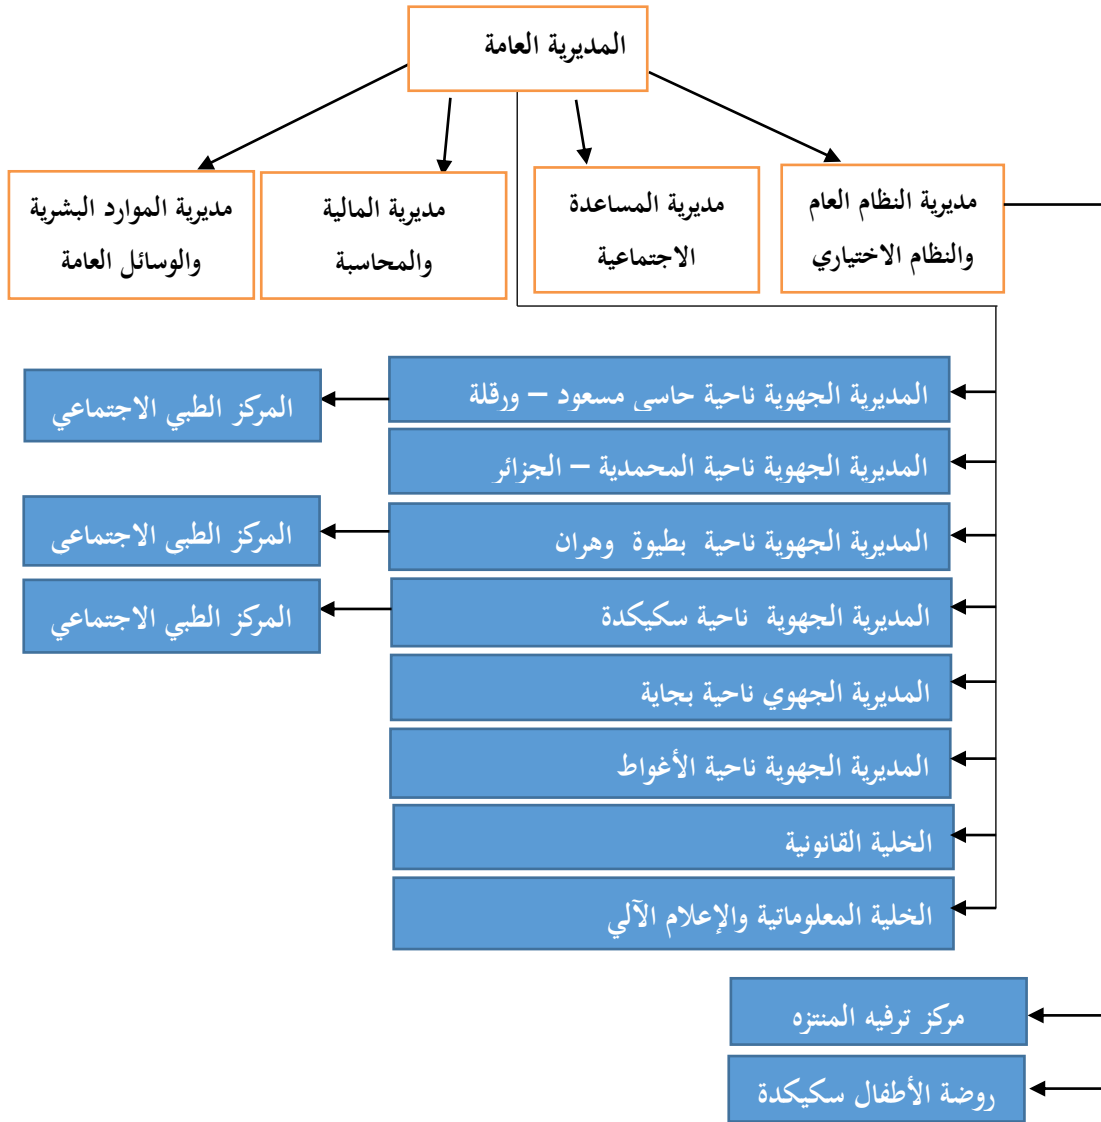 المديرية العامة
مديرية النظام العام
والنظام الاختياري
مديرية المساعدة
الاجتماعية
مديرية المالية
والمحاسبة
مديرية الموارد البشرية
والوسائل العامة
المديرية الجهوية ناحية حاسي مسعود – ورقلة
المركز الطبي الاجتماعي
المديرية الجهوية ناحية المحمدية – الجزائر
المديرية الجهوية ناحية بطيوة وهران
المركز الطبي الاجتماعي
المديرية الجهوية ناحية سكيكدة
المركز الطبي الاجتماعي
المديرية الجهوي ناحية بجاية
المديرية الجهوية ناحية الأغواط
الخلية القانونية
الخلية المعلوماتية والإعلام الآلي
مركز ترفيه المنتزه
روضة الأطفال سكيكدة